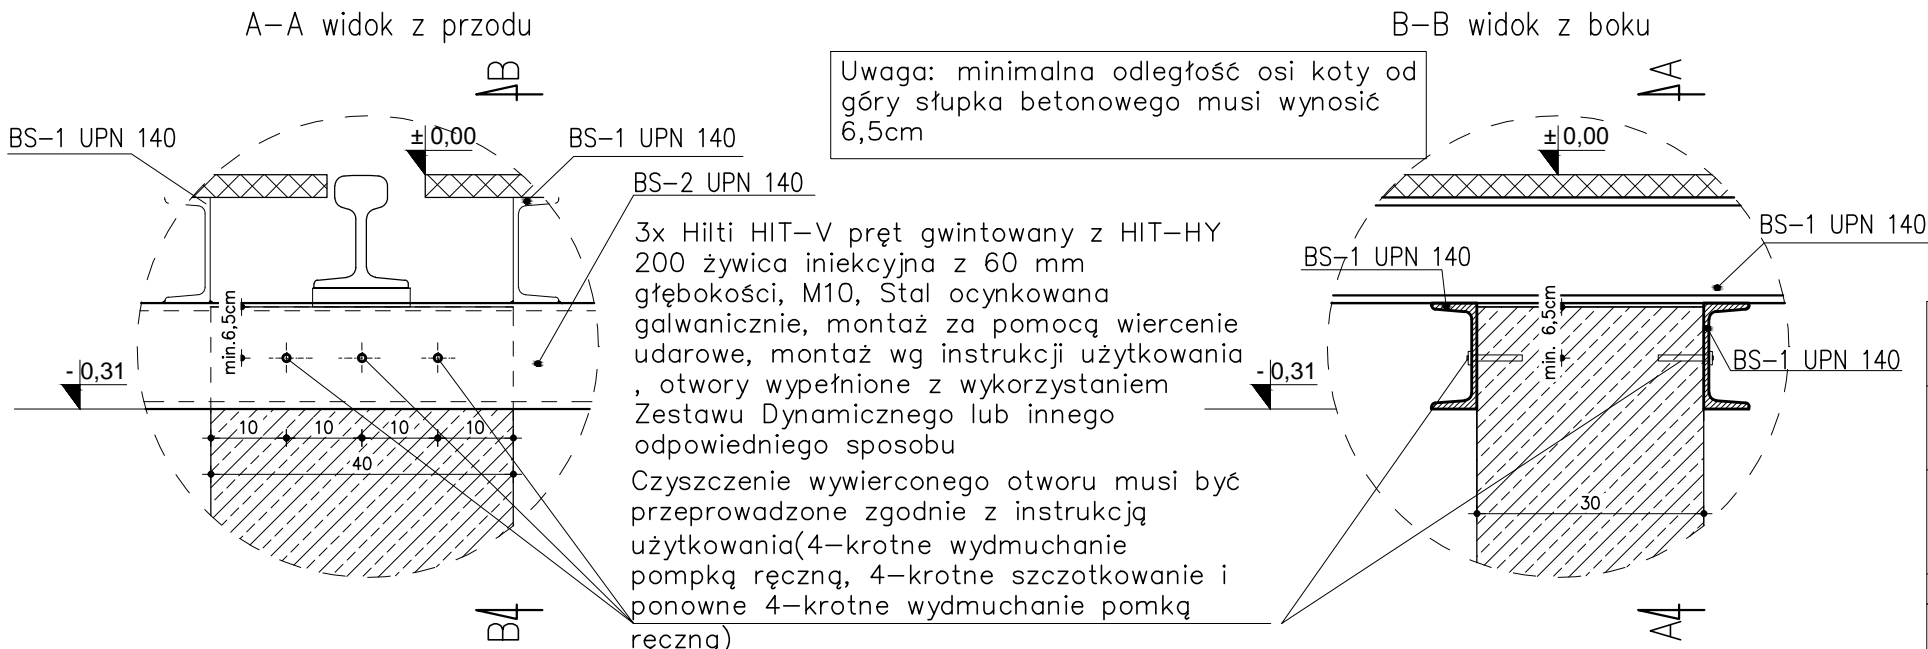 A-A widok z przodu
B-B widok z boku
B
A
Uwaga: minimalna odległość osi koty od
góry słupka betonowego musi wynosić
6,5cm
BS-1 UPN 140
± 0,00
BS-1 UPN 140
± 0,00
BS-2 UPN 140
BS-1 UPN 140
BS-1 UPN 140
3x Hilti HIT-V pręt gwintowany z HIT-HY
200 żywica iniekcyjna z 60 mm
głębokości, M10, Stal ocynkowana
galwanicznie, montaż za pomocą wiercenie
udarowe, montaż wg instrukcji użytkowania
, otwory wypełnione z wykorzystaniem
Zestawu Dynamicznego lub innego
odpowiedniego sposobu
min.6,5cm
min. 6,5cm
BS-1 UPN 140
- 0,31
- 0,31
10 10 10 10
40
30
Czyszczenie wywierconego otworu musi być
przeprowadzone zgodnie z instrukcją
użytkowania(4-krotne wydmuchanie
pompką ręczną, 4-krotne szczotkowanie i
ponowne 4-krotne wydmuchanie pomką
ręczną)
B
A